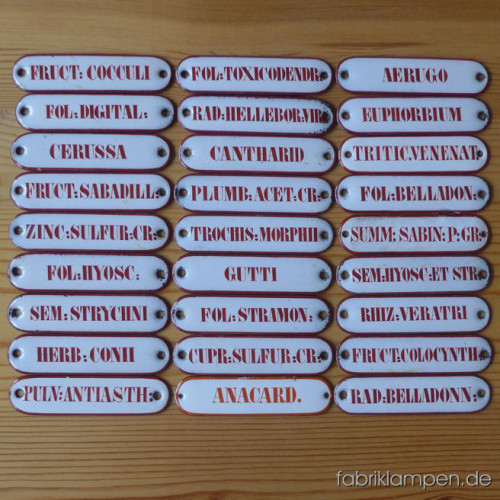 FRUCT: COCCULI
FOL:TOXICODENDR:
AERUGO
FOL:DIGITAL:
RAD:HELLEBOR:VIR:
EUPHORBIUM
CERUSSA
CANTHARID
TRITIC.VENENAT.
FRUCT:SABADILL:
PLUMB:ACET:CR:
FOL:BELLADON:
ZINC:SULFUR:CR:
TROCHIS:MORPHII
SUMM: SABIN: P: GR:
FOL:HYOSC:
GUTTI
SEM:HYOSC:ET STR:
SEM:STRYCHNI
FOL:STRAMON:
RHIZ:VERATRI
HERB: CONII
CUPR:SULFUR:CR:
FRUCT:COLOCYNTH:
PULV:ANTIASTH:
ANACARD.
RAD:BELLADONN:
fabriklampen.de